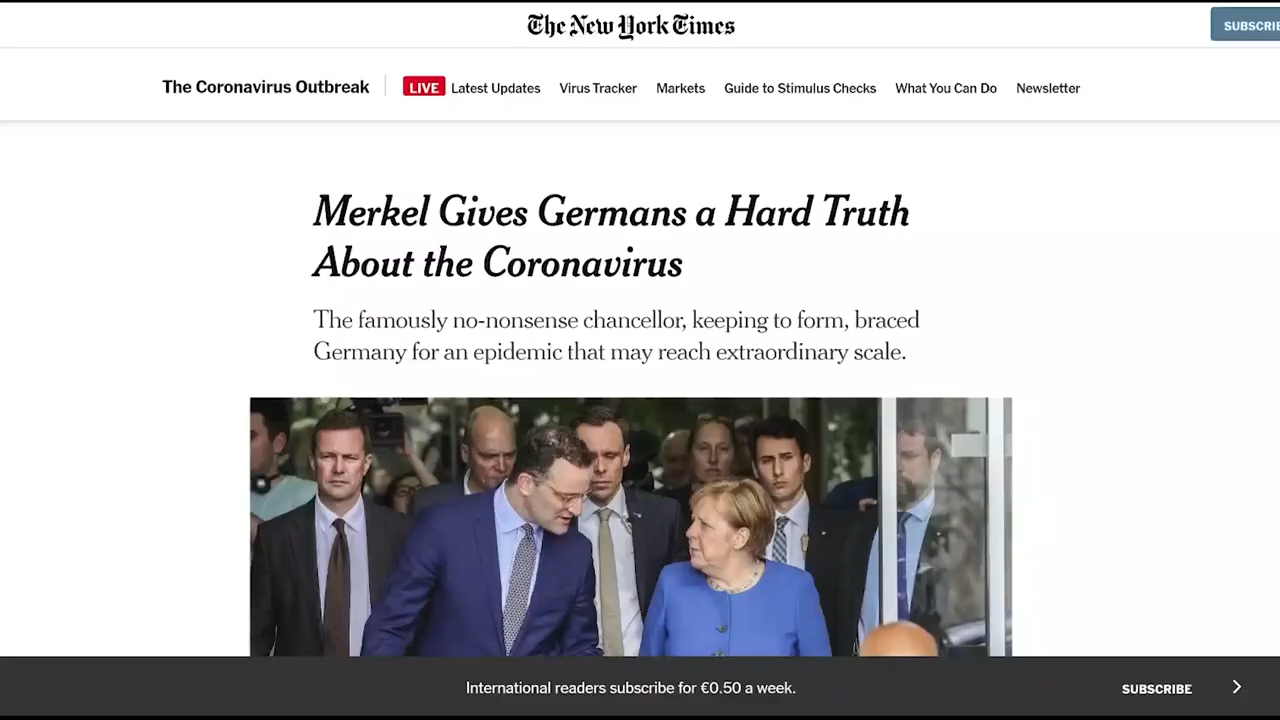 The New York Times
SUBSCRIB
The Coronavirus Outbreak
LIVE Latest Updates Virus Tracker Markets Guide to Stimulus Checks What You Can Do Newsletter
Merkel Gives Germans a Hard Truth
About the Coronavirus
The famously no-nonsense chancellor, keeping to form, braced
Germany for an epidemic that may reach extraordinary scale.
International readers subscribe for €0.50 a week.
SUBSCRIBE